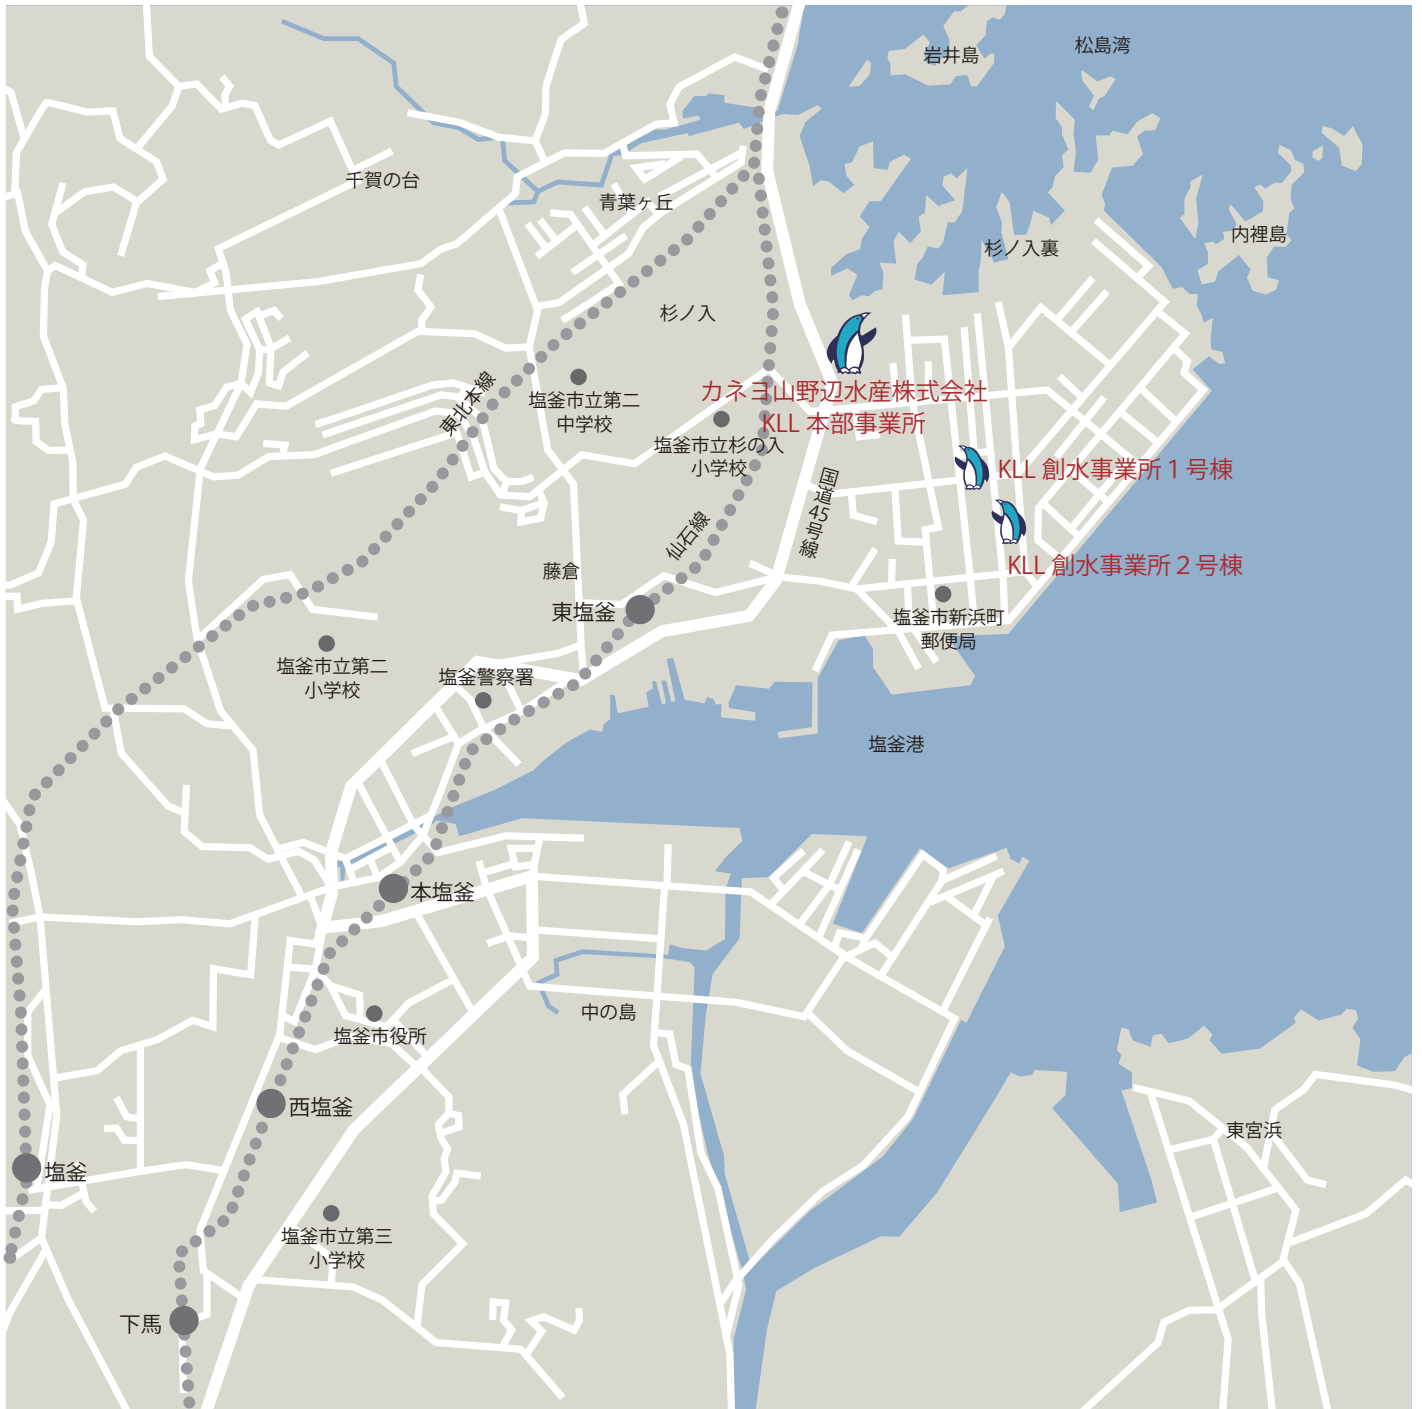 松島湾
岩井島
千賀の台
青葉ヶ丘
内裡島
杉ノ入裏
杉ノ入
カネヨ山野辺水産株式会社
KLL 本部事業所
東北本線
塩釜市立第二
中学校
塩釜市立杉の入
小学校
国道45号線
KLL 創水事業所1号棟
仙石線
KLL 創水事業所2号棟
藤倉
東塩釜
塩釜市新浜町
郵便局
塩釜市立第二
小学校
塩釜警察署
塩釜港
本塩釜
中の島
塩釜市役所
西塩釜
東宮浜
塩釜
塩釜市立第三
小学校
下馬